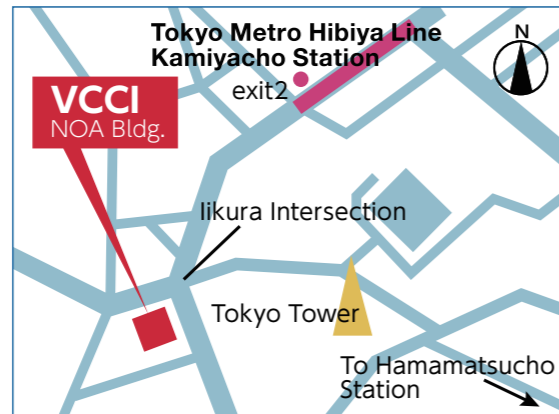 Tokyo Metro Hibiya Line
Kamiyacho Station
exit2
N
VCCI
NOA Bldg.
Iikura Intersection
Tokyo Tower
To Hamamatsucho
Station